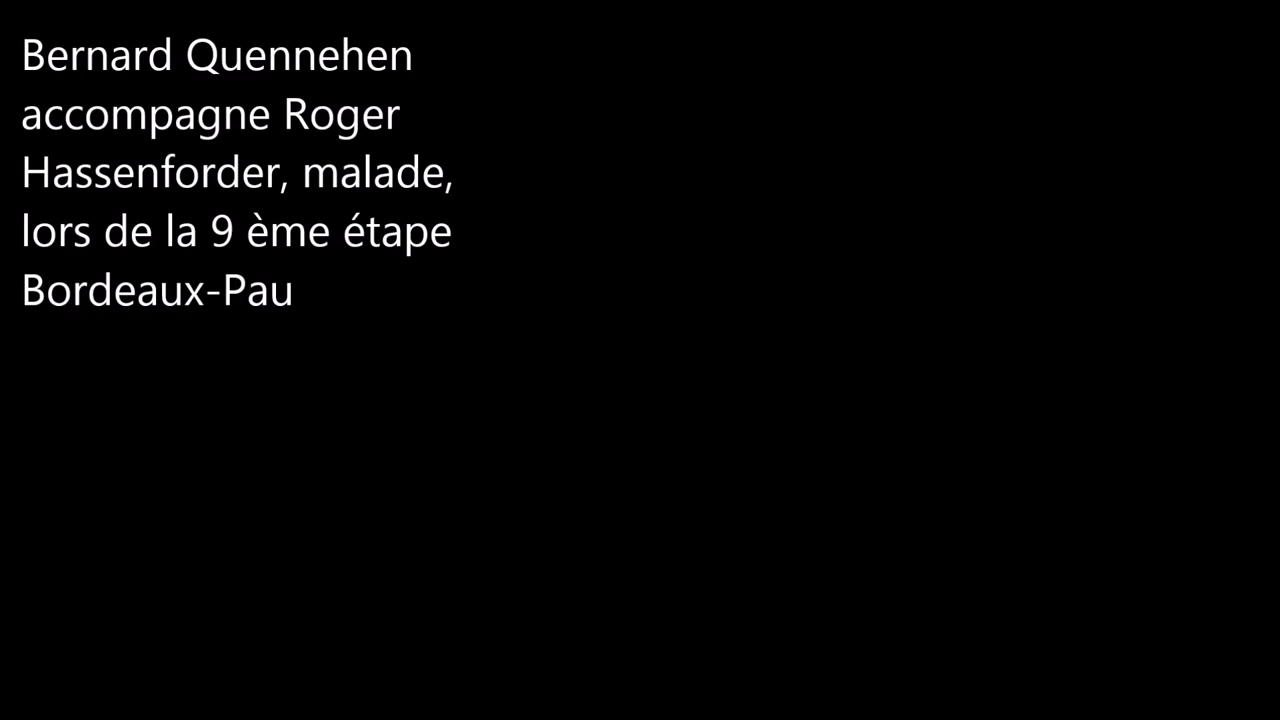 Bernard Quennehen
accompagne Roger
Hassenforder, malade,
lors de la 9 ème étape
Bordeaux-Pau